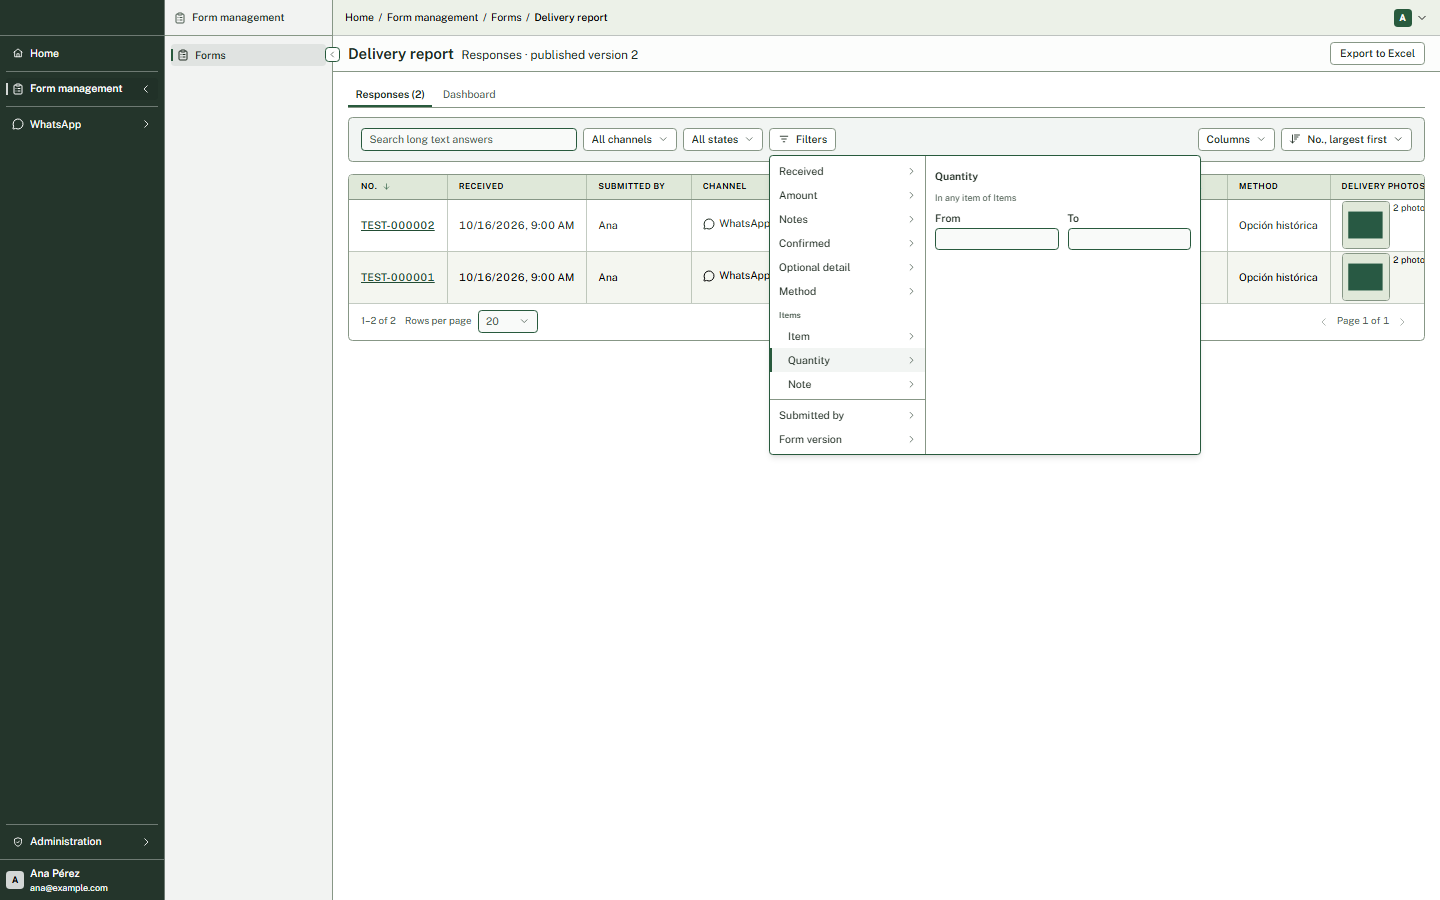 Form management
Home / Form management / Forms / Delivery report
A
Home
Forms
Delivery report Responses · published version 2
Export to Excel
Form management
WhatsApp
Responses (2) Dashboard
Search long text answers
All channels
All states
Filters
Columns
No., largest first
NO. RECEIVED SUBMITTED BY CHANNEL METHOD DELIVERY PHOTOS
TEST-000002 10/16/2026, 9:00 AM Ana WhatsApp Opción histórica 2 photo
TEST-000001 10/16/2026, 9:00 AM Ana WhatsApp Opción histórica 2 photo
1–2 of 2 Rows per page 20 Page 1 of 1
Received
Amount
Notes
Confirmed
Optional detail
Method
Items
Item
Quantity
Note
Submitted by
Form version
Quantity
In any item of Items
From To
Administration
A
Ana Pérez
ana@example.com